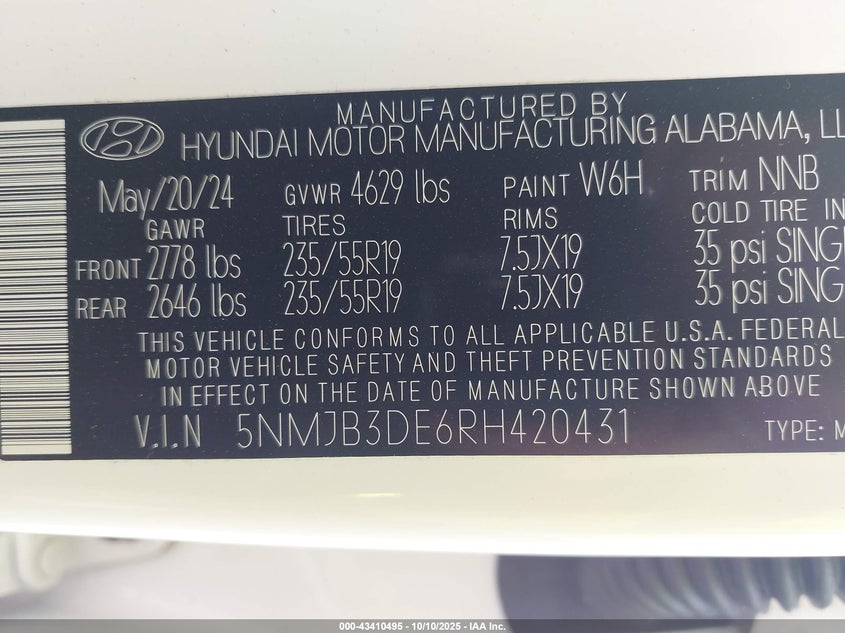 MANUFACTURED BY
HYUNDAI MOTOR MANUFACTURING ALABAMA, LL
May/20/24 GVWR 4629 lbs PAINT W6H TRIM NNB
GAWR TIRES RIMS COLD TIRE IN
FRONT 2778 lbs 235/55R19 7.5JX19 35 psi SING
REAR 2646 lbs 235/55R19 7.5JX19 35 psi SING
THIS VEHICLE CONFORMS TO ALL APPLICABLE U.S.A. FEDERAL
MOTOR VEHICLE SAFETY AND THEFT PREVENTION STANDARDS
IN EFFECT ON THE DATE OF MANUFACTURE SHOWN ABOVE
V.I.N 5NMJB3DE6RH420431 TYPE: M
000-43410495 - 10/10/2025 - IAA Inc.